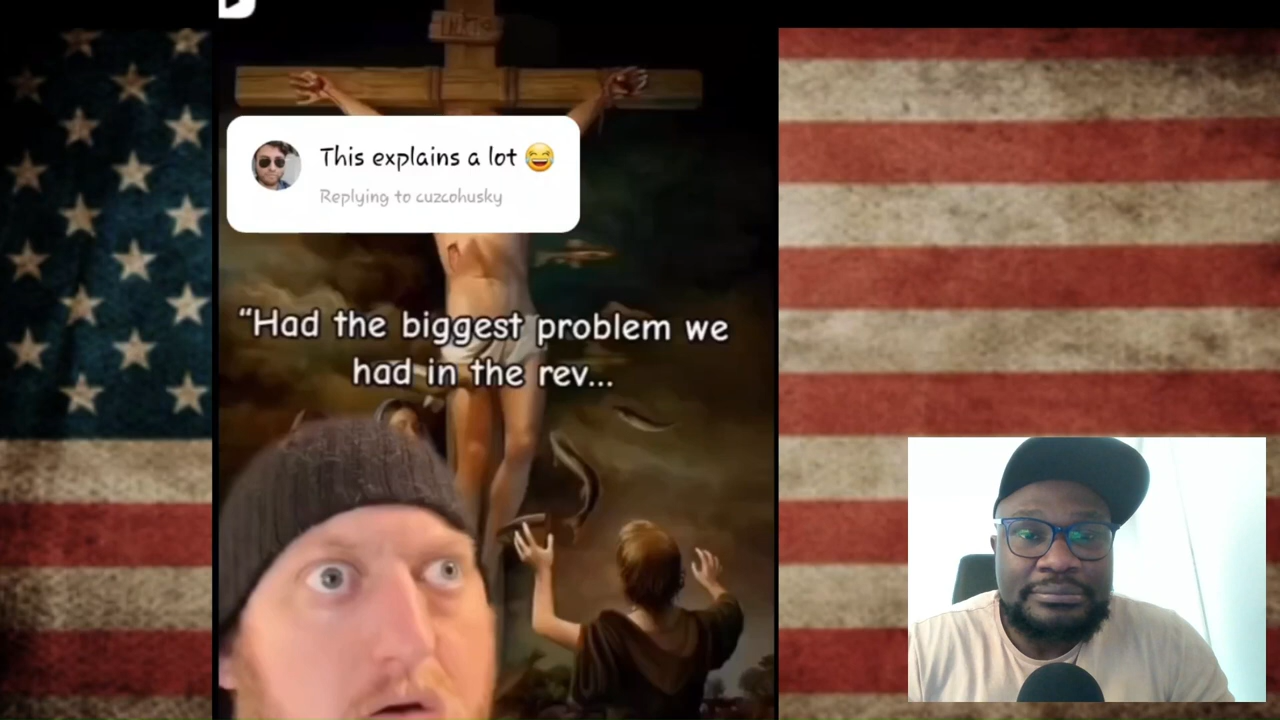 This explains a lot 😂
Replying to cuzcohusky
“Had the biggest problem we
had in the rev...